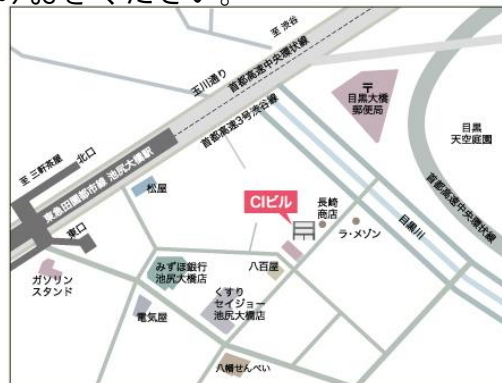 おきください。
至 渋谷
玉川通り
首都高速中央環状線
首都高速3号渋谷線
〒
目黒大橋
郵便局
目黒
天空庭園
首都高速中央環状線
至 三軒茶屋
北口
東急田園都市線 池尻大橋駅
東口
松屋
CIビル
長崎
商店
ラ・メゾン
目黒川
ガソリン
スタンド
みずほ銀行
池尻大橋店
八百屋
くすり
セイジョー
池尻大橋店
電気屋
八幡せんべい